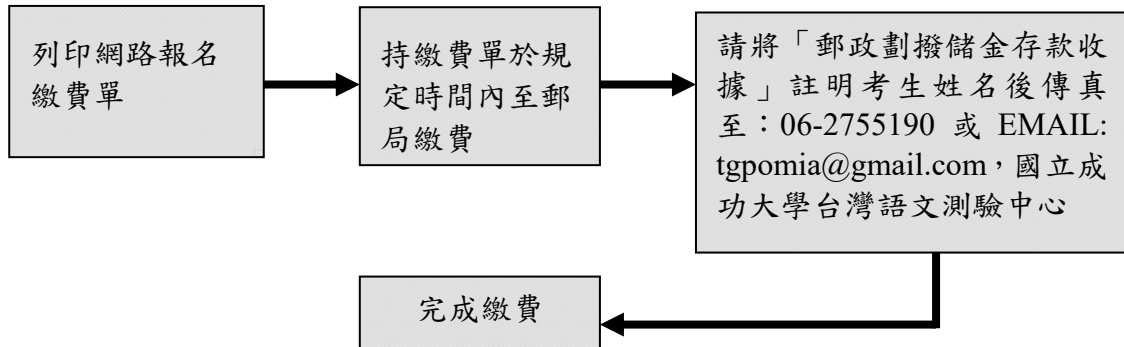 列印網路報名
繳費單
持繳費單於規
定時間內至郵
局繳費
請將「郵政劃撥儲金存款收
據」註明考生姓名後傳真
至：06-2755190 或 EMAIL:
tgpomia@gmail.com，國立成
功大學台灣語文測驗中心
完成繳費